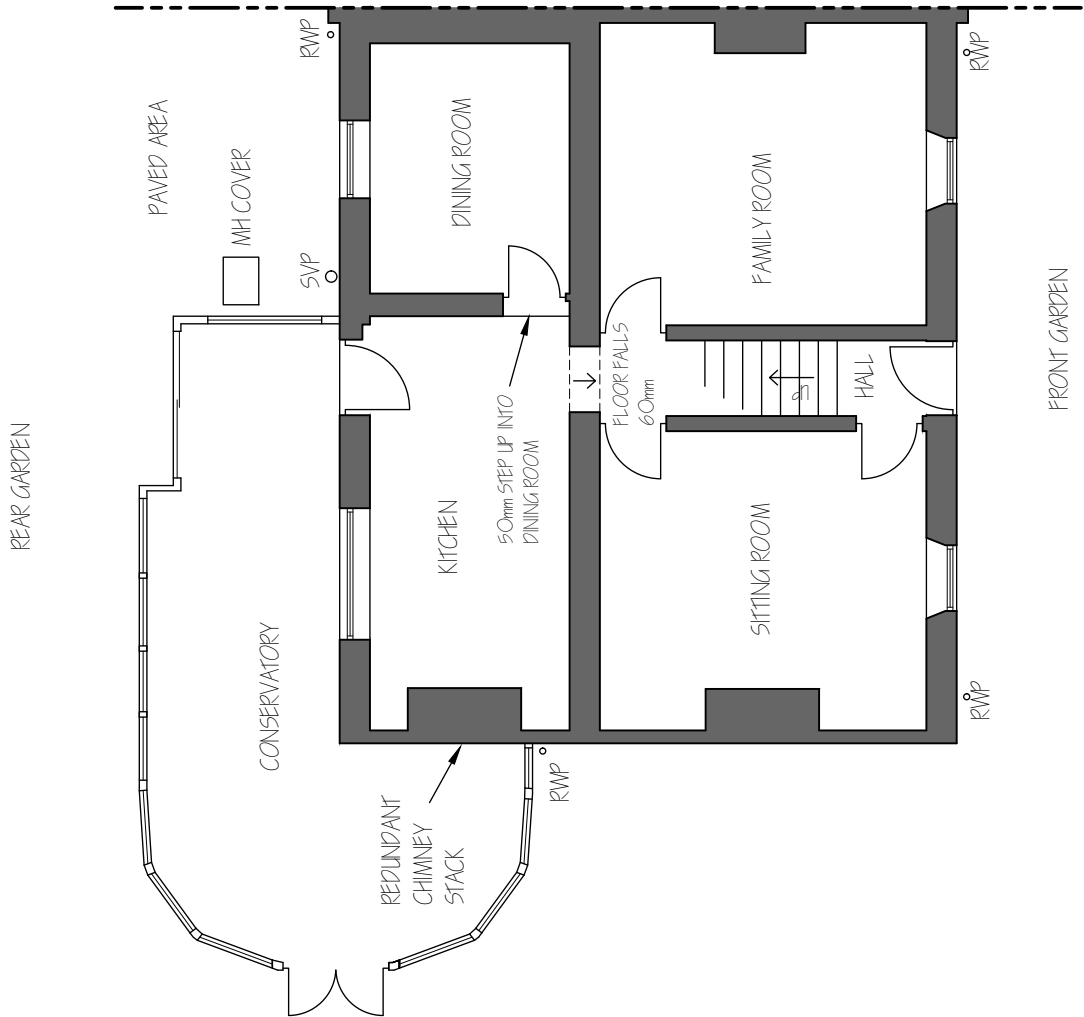 REAR GARDEN
PAVED AREA
MH COVER
RWP
SVP
DINING ROOM
FAMILY ROOM
RWP
FRONT GARDEN
FLOOR FALLS
60mm
UP
HALL
50mm STEP UP INTO
DINING ROOM
KITCHEN
SITTING ROOM
CONSERVATORY
REDUNDANT
CHIMNEY
STACK
RWP
RWP